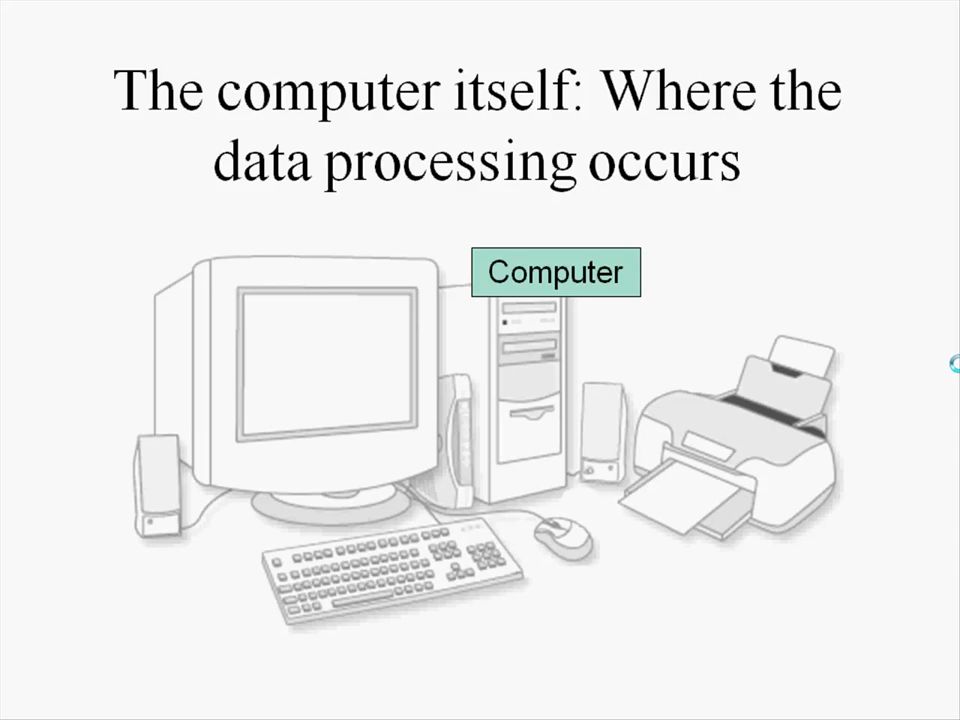 The computer itself: Where the
data processing occurs
Computer